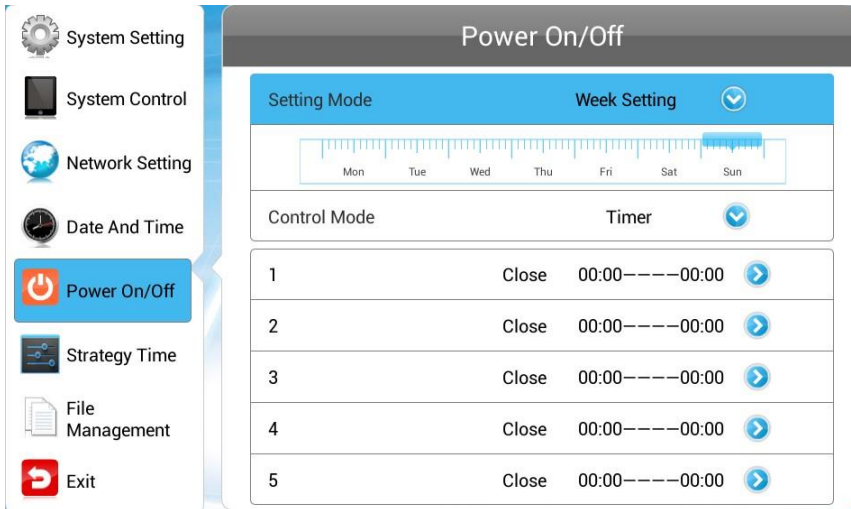 System Setting
System Control
Network Setting
Date And Time
Power On/Off
Strategy Time
File
Management
Exit
Power On/Off
Setting Mode Week Setting
Mon Tue Wed Thu Fri Sat Sun
Control Mode Timer
1 Close 00:00----00:00
2 Close 00:00----00:00
3 Close 00:00----00:00
4 Close 00:00----00:00
5 Close 00:00----00:00